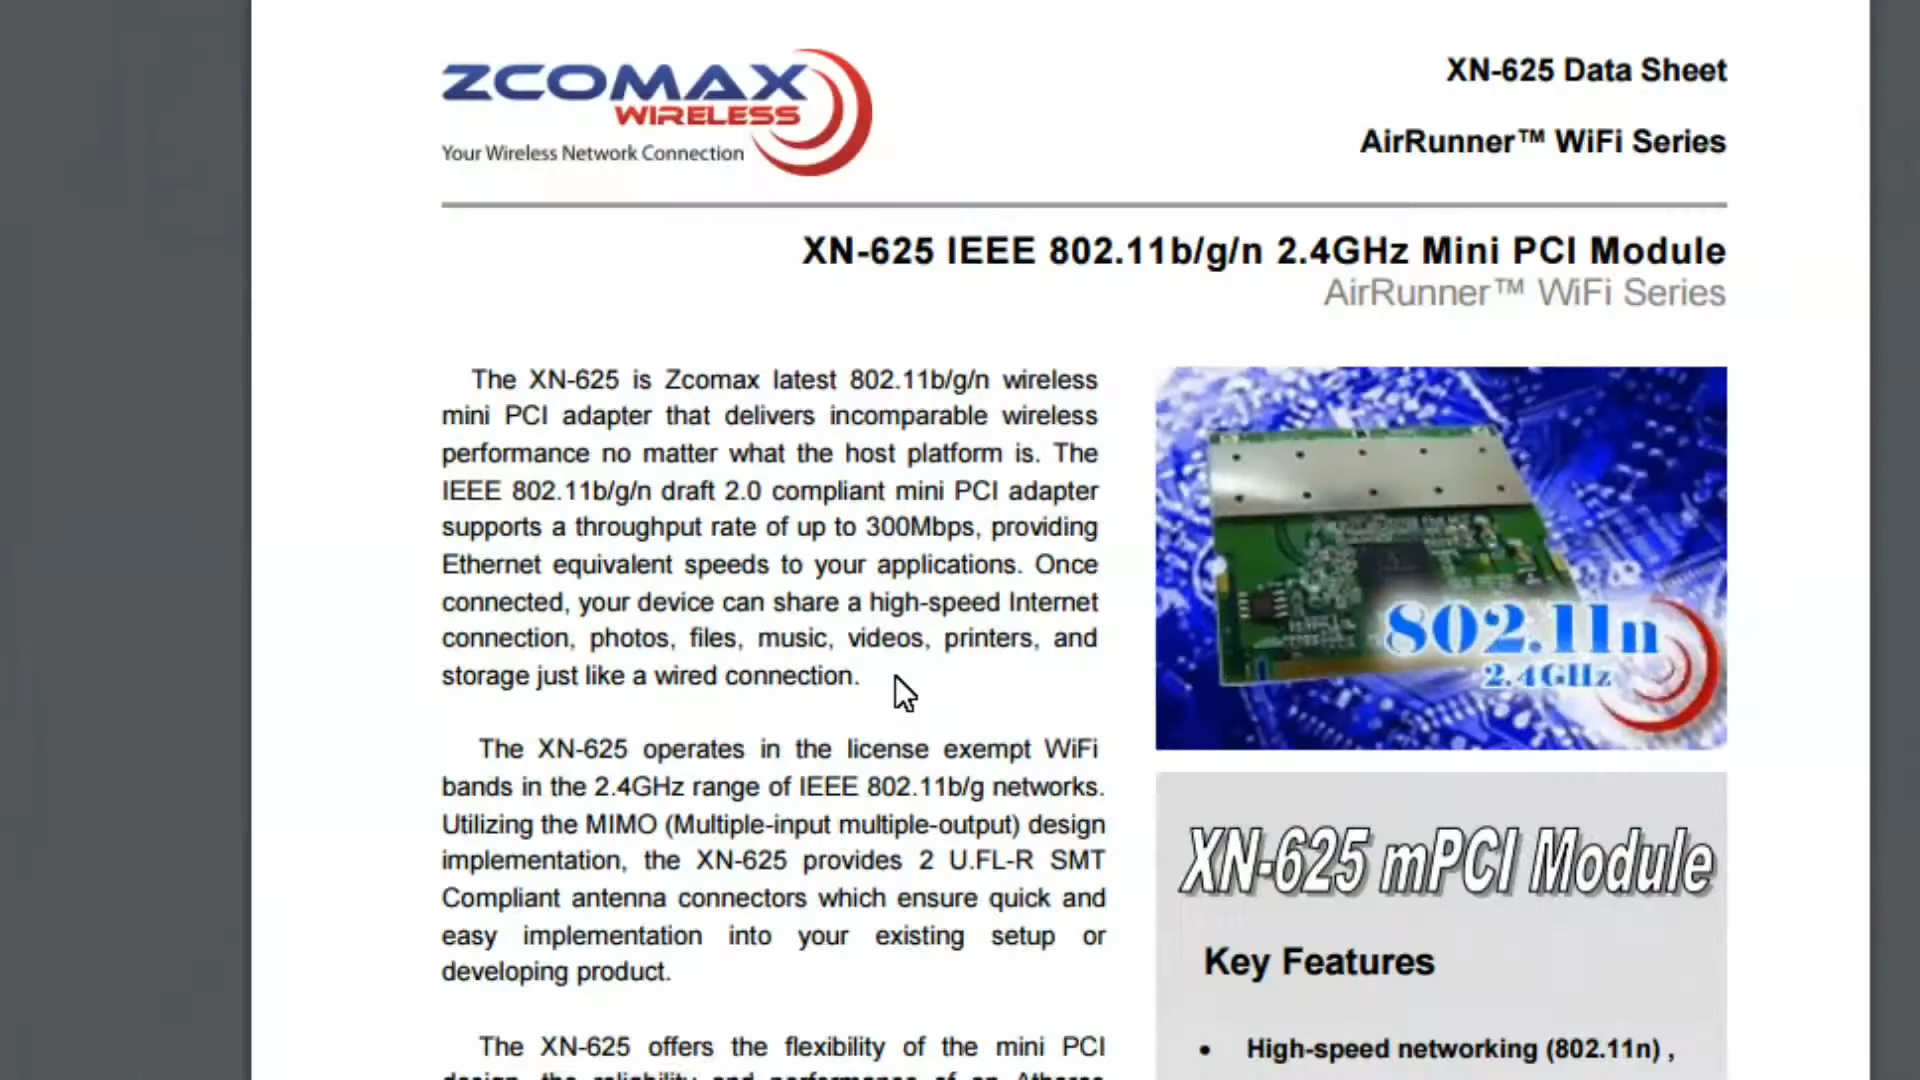 ZCOMAX
WIRELESS
Your Wireless Network Connection
XN-625 Data Sheet
AirRunner™ WiFi Series
XN-625 IEEE 802.11b/g/n 2.4GHz Mini PCI Module
AirRunner™ WiFi Series
The XN-625 is Zcomax latest 802.11b/g/n wireless
mini PCI adapter that delivers incomparable wireless
performance no matter what the host platform is. The
IEEE 802.11b/g/n draft 2.0 compliant mini PCI adapter
supports a throughput rate of up to 300Mbps, providing
Ethernet equivalent speeds to your applications. Once
connected, your device can share a high-speed Internet
connection, photos, files, music, videos, printers, and
storage just like a wired connection.
The XN-625 operates in the license exempt WiFi
bands in the 2.4GHz range of IEEE 802.11b/g networks.
Utilizing the MIMO (Multiple-input multiple-output) design
implementation, the XN-625 provides 2 U.FL-R SMT
Compliant antenna connectors which ensure quick and
easy implementation into your existing setup or
developing product.
The XN-625 offers the flexibility of the mini PCI
design, the reliability and performance of an Atheros
802.11n
2.4GHz
XN-625 mPCI Module
Key Features
• High-speed networking (802.11n) ,